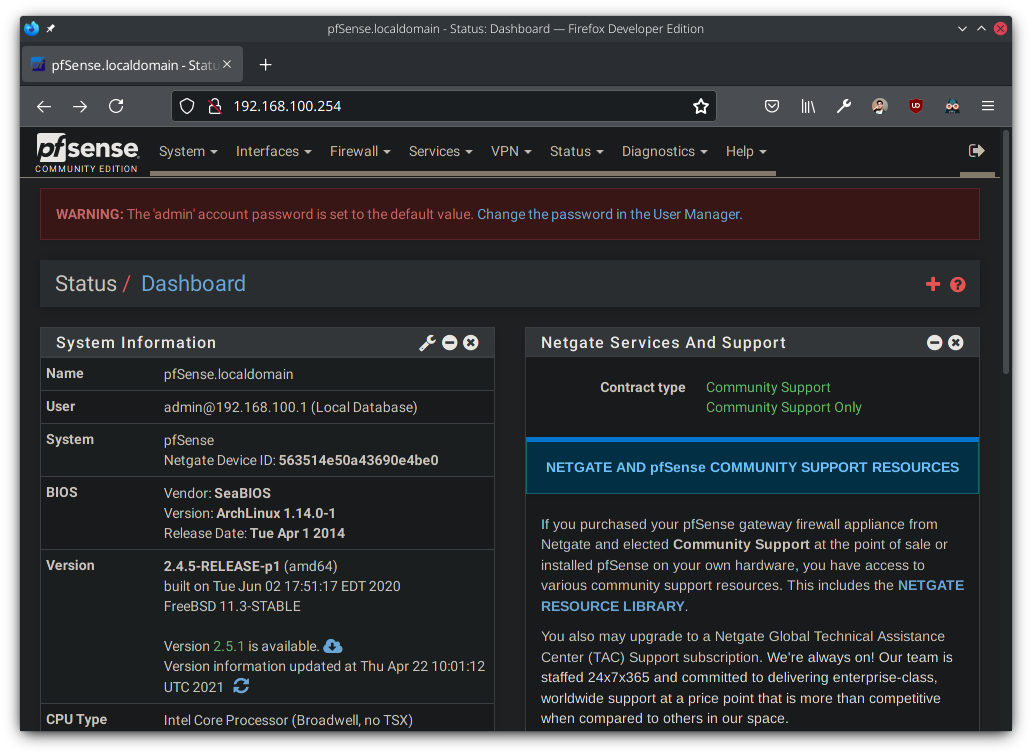 pfSense.localdomain - Status: Dashboard — Firefox Developer Edition
pfSense.localdomain - Statu
192.168.100.254
pfsense
COMMUNITY EDITION
System Interfaces Firewall Services VPN Status Diagnostics Help
WARNING: The 'admin' account password is set to the default value. Change the password in the User Manager.
Status / Dashboard
System Information
Name pfSense.localdomain
User admin@192.168.100.1 (Local Database)
System pfSense
Netgate Device ID: 563514e50a43690e4be0
BIOS Vendor: SeaBIOS
Version: ArchLinux 1.14.0-1
Release Date: Tue Apr 1 2014
Version 2.4.5-RELEASE-p1 (amd64)
built on Tue Jun 02 17:51:17 EDT 2020
FreeBSD 11.3-STABLE
Version 2.5.1 is available.
Version information updated at Thu Apr 22 10:01:12
UTC 2021
CPU Type Intel Core Processor (Broadwell, no TSX)
Netgate Services And Support
Contract type Community Support
Community Support Only
NETGATE AND pfSense COMMUNITY SUPPORT RESOURCES
If you purchased your pfSense gateway firewall appliance from
Netgate and elected Community Support at the point of sale or
installed pfSense on your own hardware, you have access to
various community support resources. This includes the NETGATE
RESOURCE LIBRARY.
You also may upgrade to a Netgate Global Technical Assistance
Center (TAC) Support subscription. We're always on! Our team is
staffed 24x7x365 and committed to delivering enterprise-class,
worldwide support at a price point that is more than competitive
when compared to others in our space.